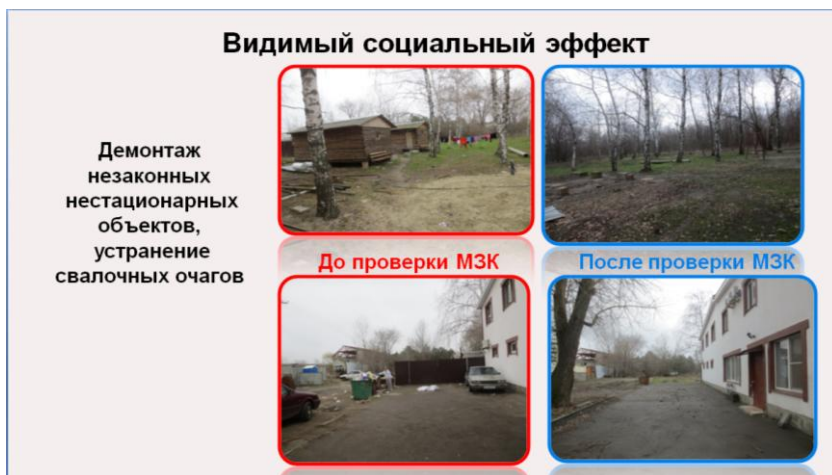 Видимый социальный эффект
Демонтаж
незаконных
нестационарных
объектов,
устранение
свалочных очагов
До проверки МЗК
После проверки МЗК